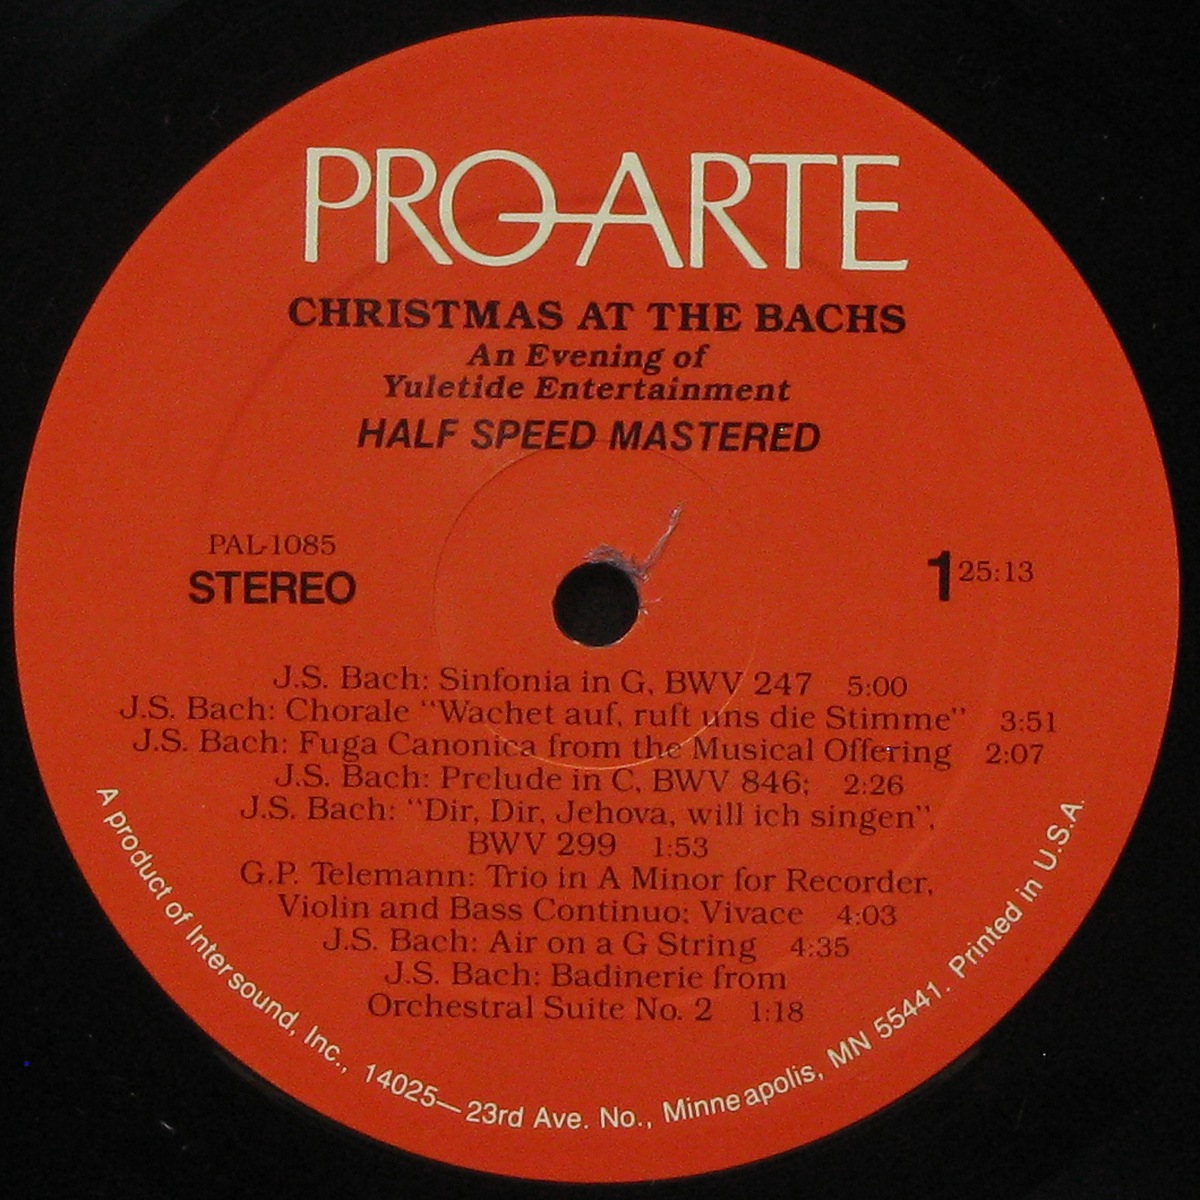 PRO-ARTE
CHRISTMAS AT THE BACHS
An Evening of
Yuletide Entertainment
HALF SPEED MASTERED
PAL-1085
STEREO
1 25:13
J.S. Bach: Sinfonia in G, BWV 247 5:00
J.S. Bach: Chorale "Wachet auf, ruft uns die Stimme" 3:51
J.S. Bach: Fuga Canonica from the Musical Offering 2:07
J.S. Bach: Prelude in C, BWV 846; 2:26
J.S. Bach: "Dir, Dir, Jehova, will ich singen",
BWV 299 1:53
G.P. Telemann: Trio in A Minor for Recorder,
Violin and Bass Continuo; Vivace 4:03
J.S. Bach: Air on a G String 4:35
J.S. Bach: Badinerie from
Orchestral Suite No. 2 1:18
A product of Intersound, Inc., 14025—23rd Ave. No., Minneapolis, MN 55441. Printed in U.S.A.